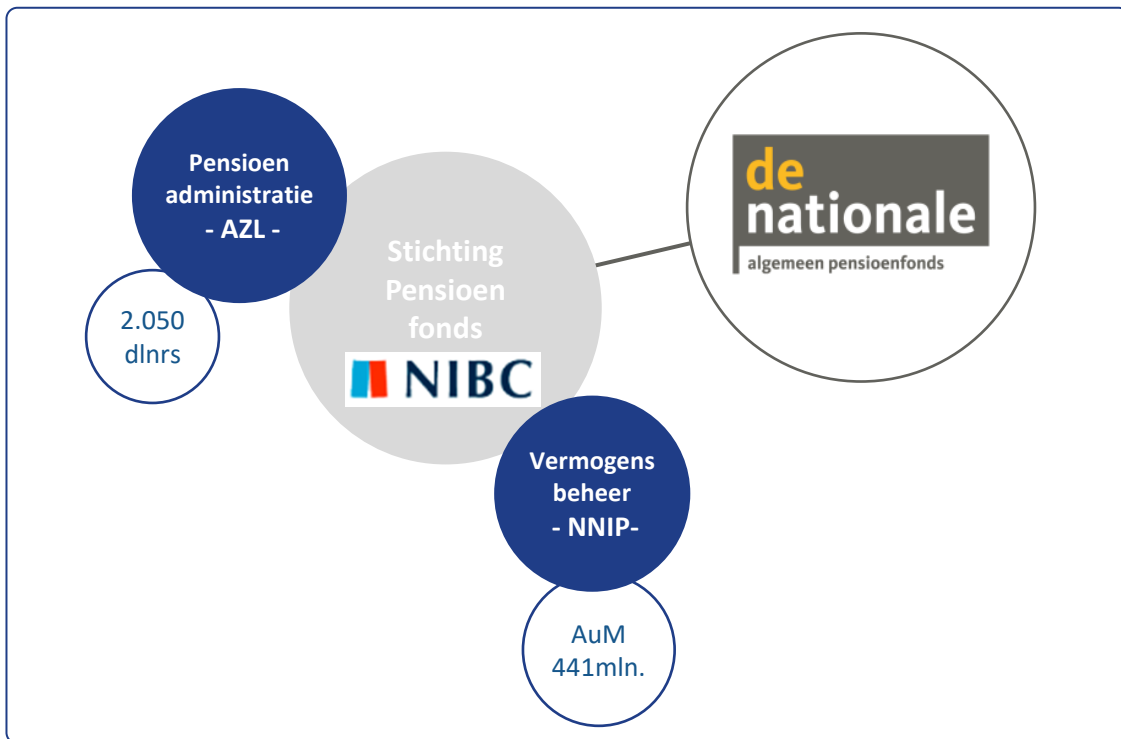 Pensioen
administratie
- AZL -
2.050
dlnrs
Stichting
Pensioen
fonds
NIBC
de
nationale
algemeen pensioenfonds
Vermogens
beheer
- NNIP-
AuM
441mln.